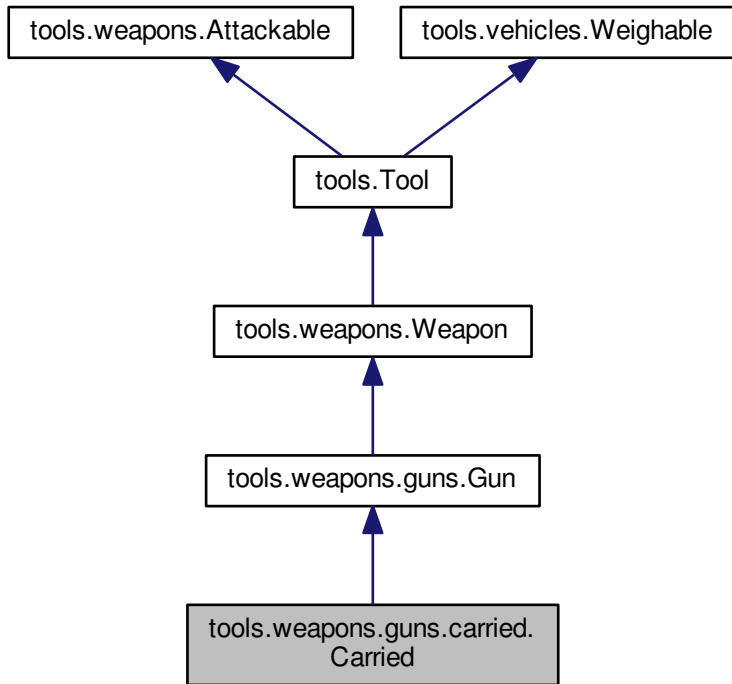 tools.weapons.Attackable
tools.vehicles.Weighable
tools.Tool
tools.weapons.Weapon
tools.weapons.guns.Gun
tools.weapons.guns.carried.
Carried